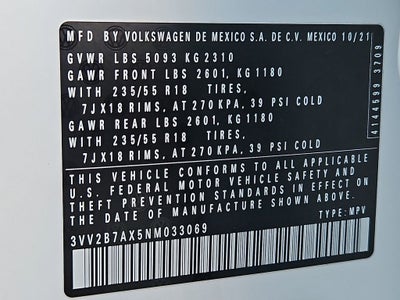 MFD BY VOLKSWAGEN DE MEXICO S.A. DE C.V. MEXICO 10/21
GVWR LBS 5093 KG 2310
GAWR FRONT LBS 2601, KG 1180
WITH 235/55 R18 TIRES,
7JX18 RIMS, AT 270 KPA, 39 PSI COLD
GAWR REAR LBS 2601, KG 1180
WITH 235/55 R18 TIRES,
7JX18 RIMS, AT 270 KPA, 39 PSI COLD
THIS VEHICLE CONFORMS TO ALL APPLICABLE
U.S. FEDERAL MOTOR VEHICLE SAFETY AND
THEFT PREVENTION STANDARDS IN EFFECT ON
THE DATE OF MANUFACTURE SHOWN ABOVE.
3VV2B7AX5NM033069 TYPE: MPV
4144599 3709